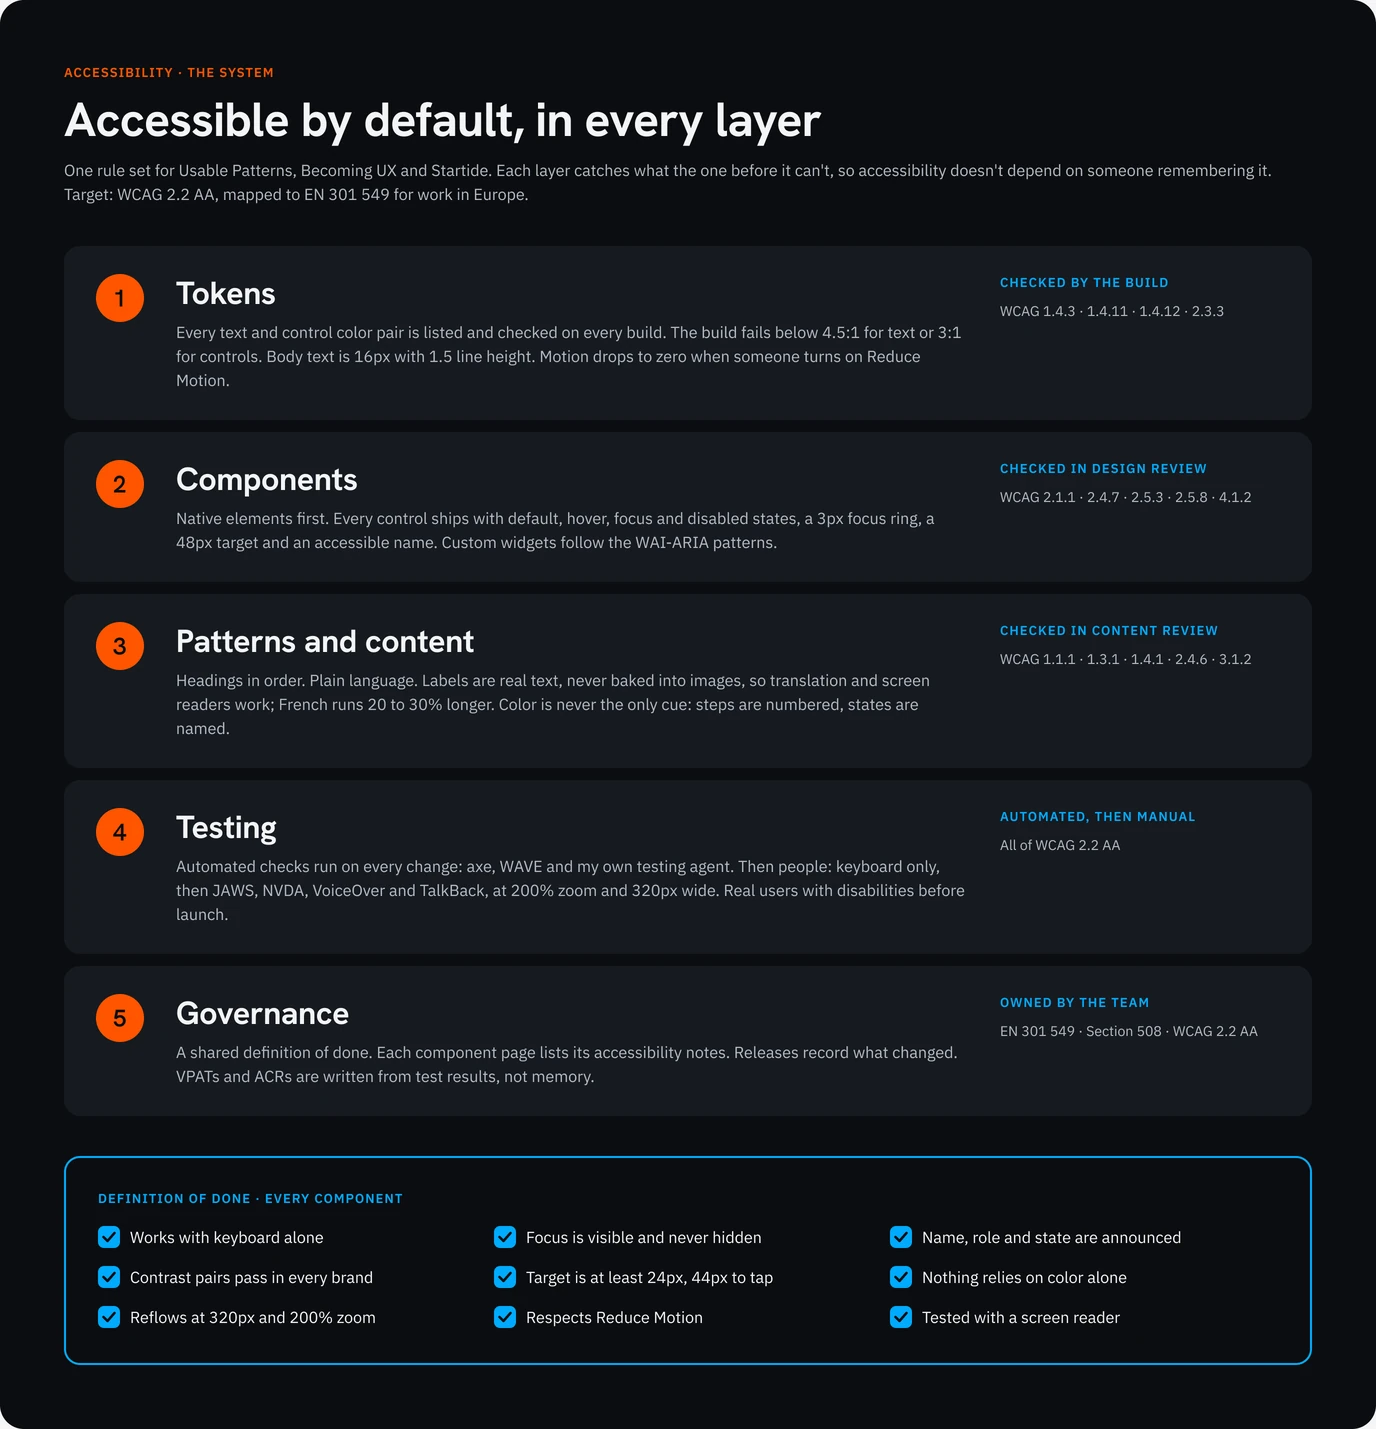 ACCESSIBILITY · THE SYSTEM
Accessible by default, in every layer
One rule set for Usable Patterns, Becoming UX and Startide. Each layer catches what the one before it can't, so accessibility doesn't depend on someone remembering it.
Target: WCAG 2.2 AA, mapped to EN 301 549 for work in Europe.
1
Tokens
Every text and control color pair is listed and checked on every build. The build fails below 4.5:1 for text or 3:1
for controls. Body text is 16px with 1.5 line height. Motion drops to zero when someone turns on Reduce
Motion.
CHECKED BY THE BUILD
WCAG 1.4.3 · 1.4.11 · 1.4.12 · 2.3.3
2
Components
Native elements first. Every control ships with default, hover, focus and disabled states, a 3px focus ring, a
48px target and an accessible name. Custom widgets follow the WAI-ARIA patterns.
CHECKED IN DESIGN REVIEW
WCAG 2.1.1 · 2.4.7 · 2.5.3 · 2.5.8 · 4.1.2
3
Patterns and content
Headings in order. Plain language. Labels are real text, never baked into images, so translation and screen
readers work; French runs 20 to 30% longer. Color is never the only cue: steps are numbered, states are
named.
CHECKED IN CONTENT REVIEW
WCAG 1.1.1 · 1.3.1 · 1.4.1 · 2.4.6 · 3.1.2
4
Testing
Automated checks run on every change: axe, WAVE and my own testing agent. Then people: keyboard only,
then JAWS, NVDA, VoiceOver and TalkBack, at 200% zoom and 320px wide. Real users with disabilities before
launch.
AUTOMATED, THEN MANUAL
All of WCAG 2.2 AA
5
Governance
A shared definition of done. Each component page lists its accessibility notes. Releases record what changed.
VPATs and ACRs are written from test results, not memory.
OWNED BY THE TEAM
EN 301 549 · Section 508 · WCAG 2.2 AA
DEFINITION OF DONE · EVERY COMPONENT
Works with keyboard alone
Focus is visible and never hidden
Name, role and state are announced
Contrast pairs pass in every brand
Target is at least 24px, 44px to tap
Nothing relies on color alone
Reflows at 320px and 200% zoom
Respects Reduce Motion
Tested with a screen reader